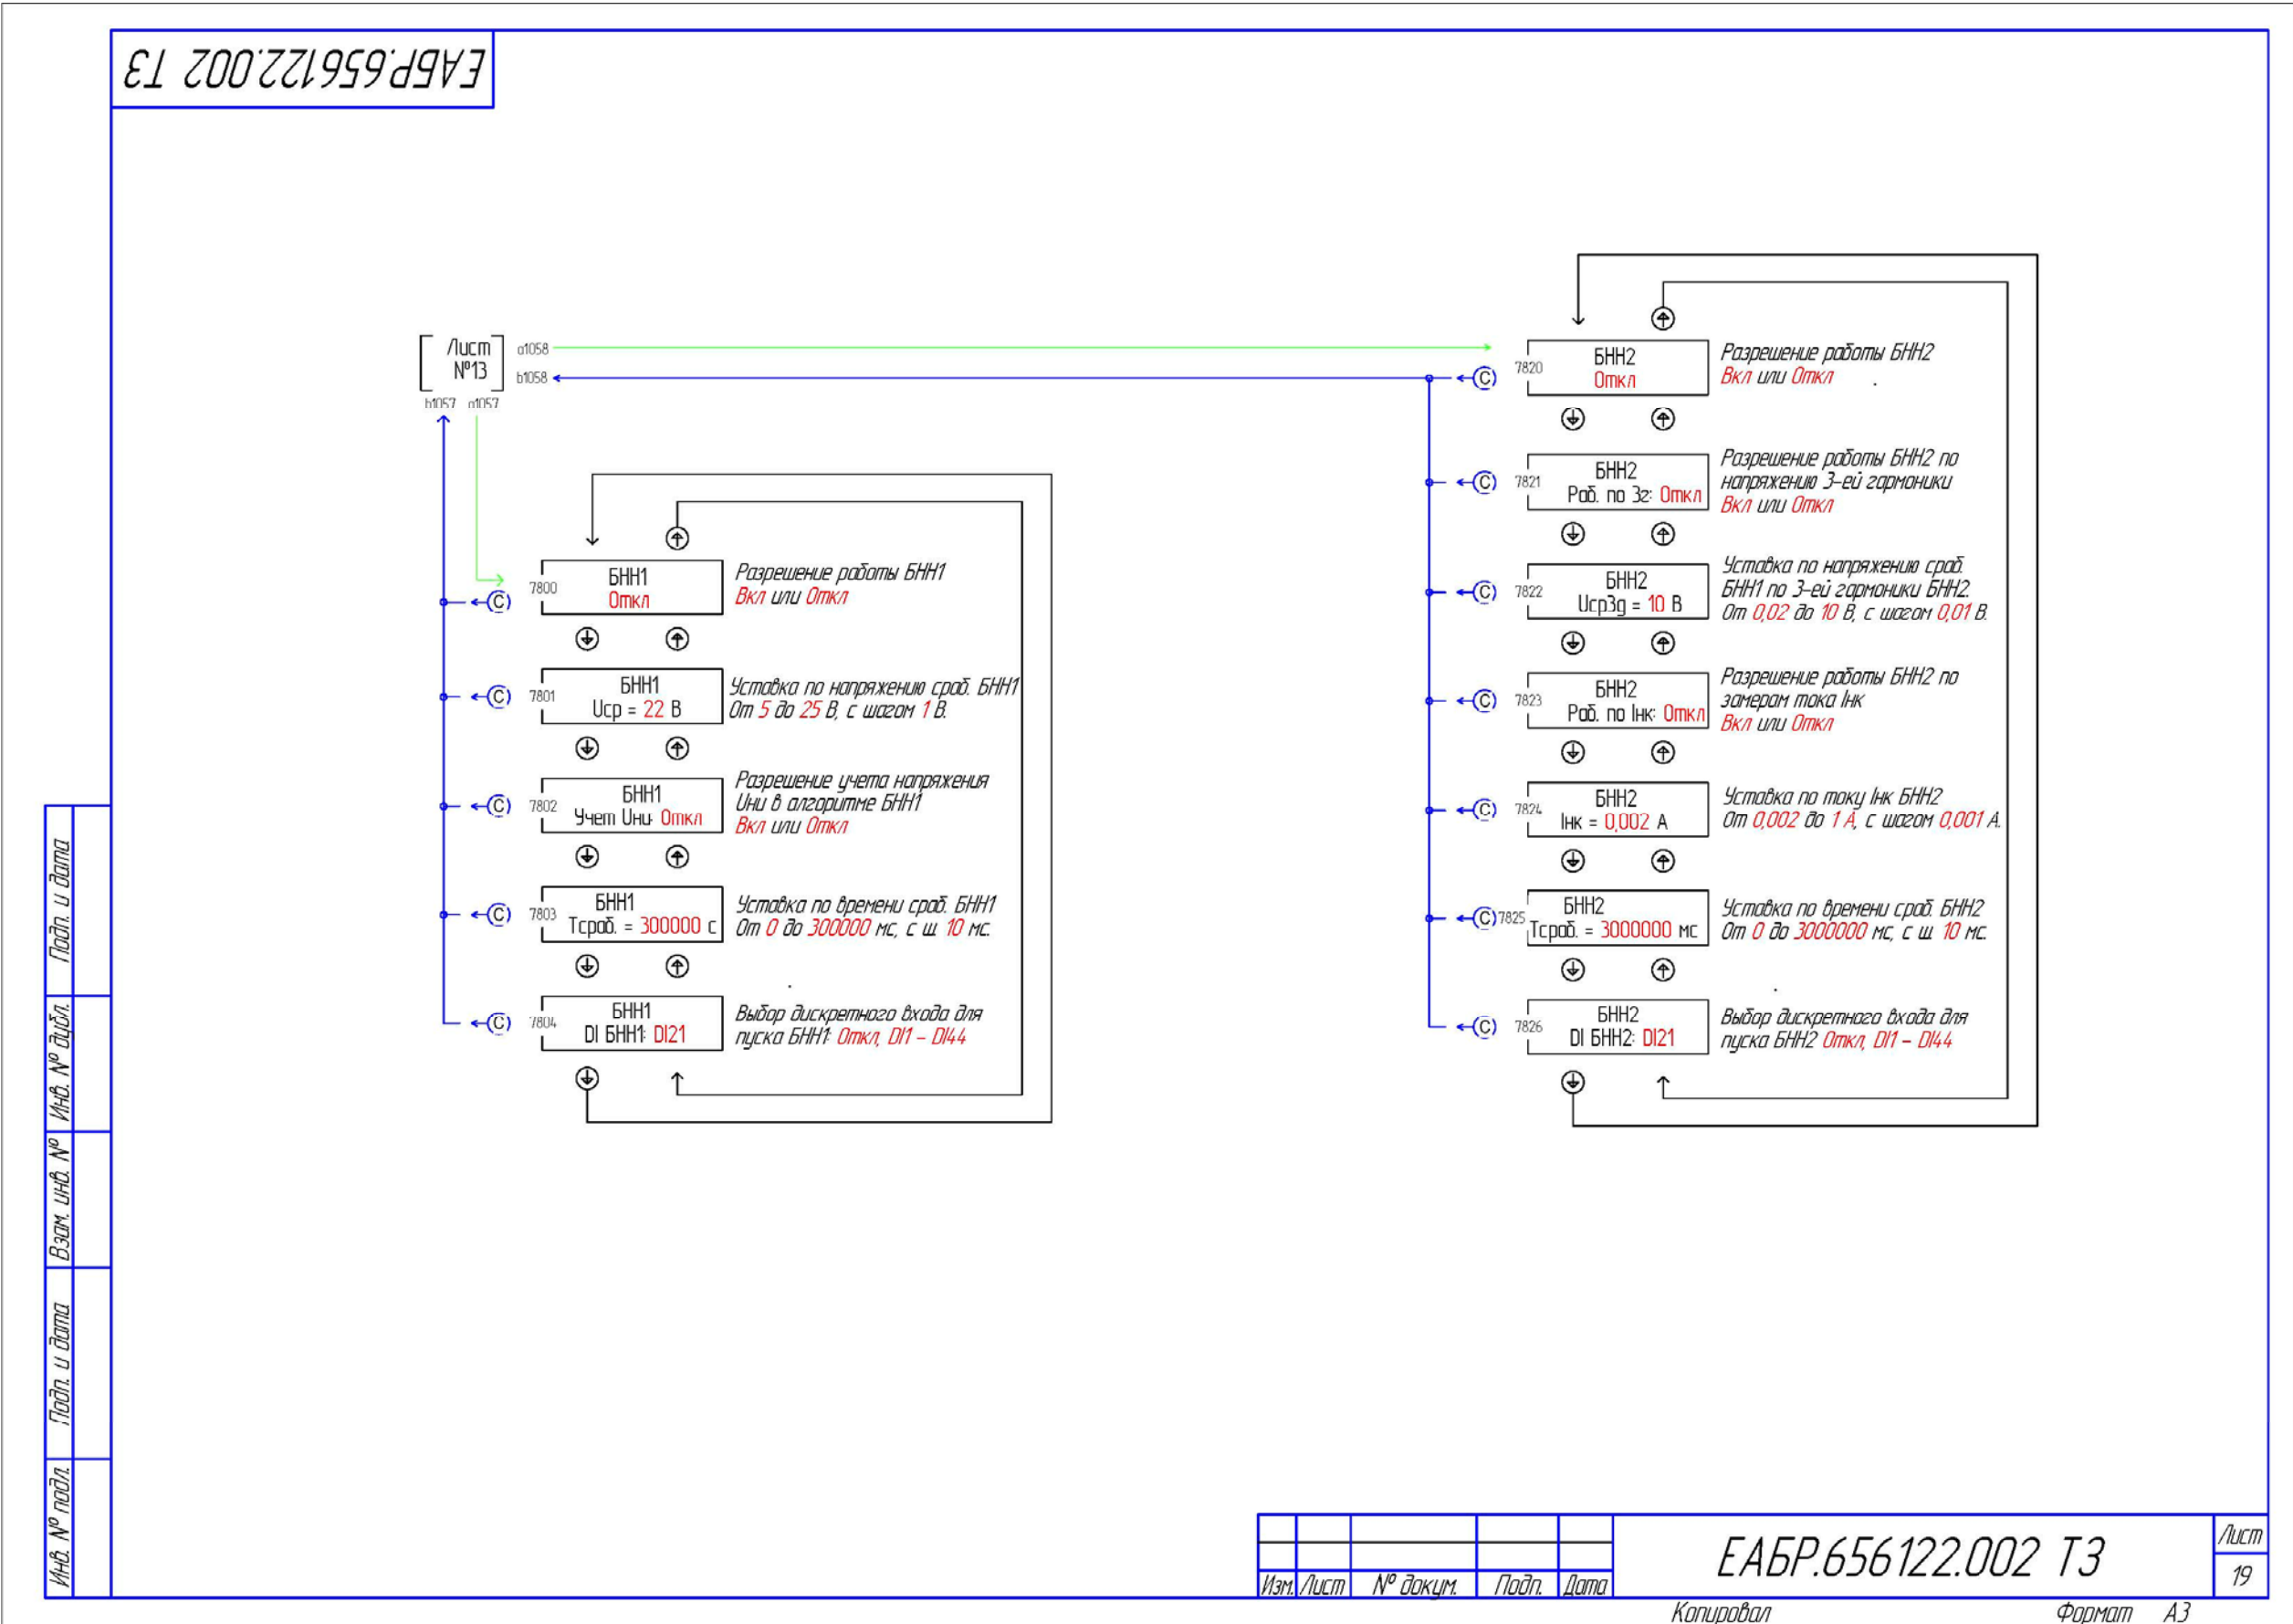 ЕАБР.656122.002 ТЗ
Лист
№13
a1058
b1058
b1057 a1057
7800
БНН1
Откл
Разрешение работы БНН1
Вкл или Откл
C
7801
БНН1
Uср = 22 В
Уставка по напряжению сраб. БНН1
От 5 до 25 В, с шагом 1 В.
C
7802
БНН1
Учет Uни: Откл
Разрешение учета напряжения
Uни в алгоритме БНН1
Вкл или Откл
C
7803
БНН1
Tсраб. = 300000 с
Уставка по времени сраб. БНН1
От 0 до 300000 мс, с ш. 10 мс.
C
7804
БНН1
DI БНН1: DI21
Выбор дискретного входа для
пуска БНН1: Откл, DI1 – DI44
C
7820
БНН2
Откл
Разрешение работы БНН2
Вкл или Откл
C
7821
БНН2
Раб. по 3г: Откл
Разрешение работы БНН2 по
напряжению 3-ей гармоники
Вкл или Откл
C
7822
БНН2
Uср3g = 10 В
Уставка по напряжению сраб.
БНН1 по 3-ей гармоники БНН2.
От 0,02 до 10 В, с шагом 0,01 В.
C
7823
БНН2
Раб. по Iнк: Откл
Разрешение работы БНН2 по
замерам тока Iнк
Вкл или Откл
C
7824
БНН2
Iнк = 0,002 А
Уставка по току Iнк БНН2
От 0,002 до 1 А, с шагом 0,001 А.
C
7825
БНН2
Tсраб. = 3000000 мс
Уставка по времени сраб. БНН2
От 0 до 3000000 мс, с ш. 10 мс.
C
7826
БНН2
DI БНН2: DI21
Выбор дискретного входа для
пуска БНН2 Откл, DI1 – DI44
C
Подп. и дата
Инв. № дубл.
Взам. инв. №
Подп. и дата
Инв. № подл.
Изм. Лист № докум. Подп. Дата
ЕАБР.656122.002 ТЗ
Лист
19
Копировал Формат А3